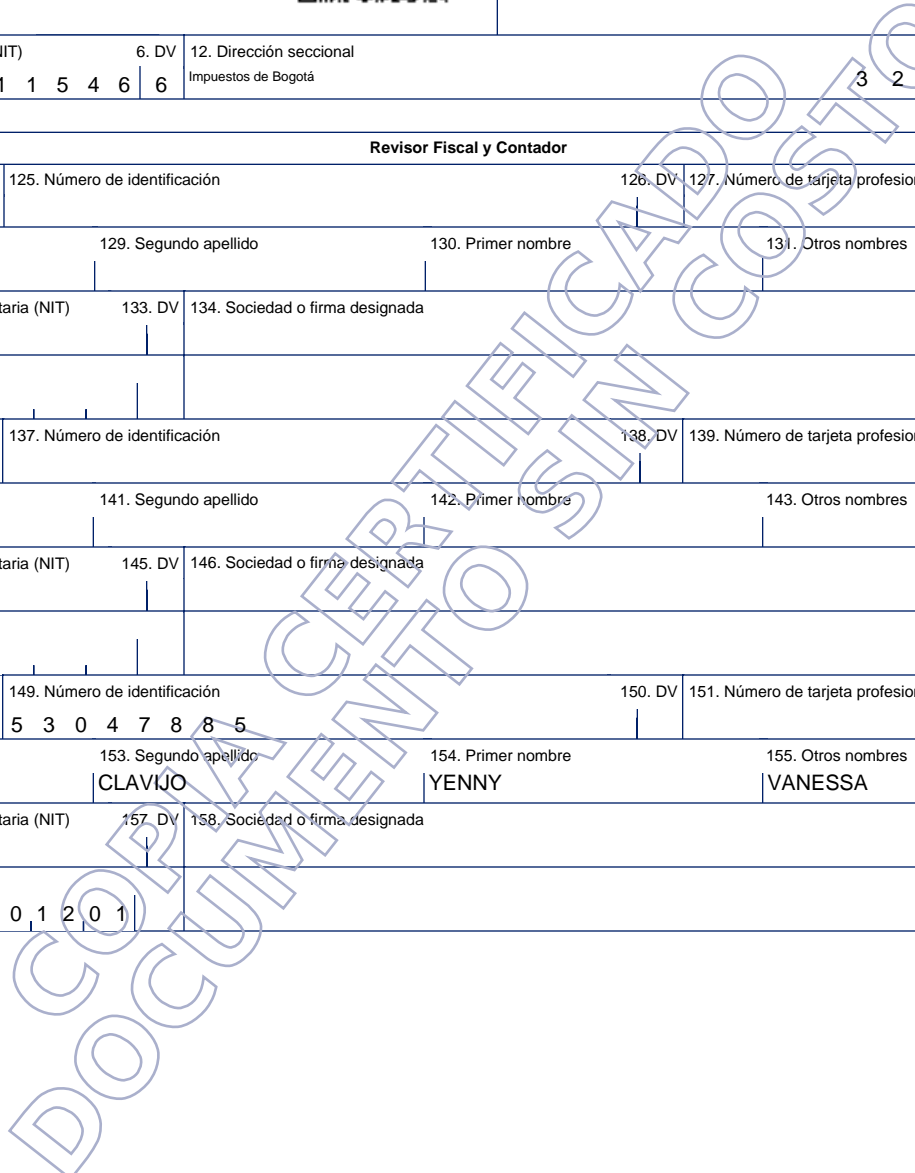 NIT) 6. DV 12. Dirección seccional
1 1 5 4 6 6 Impuestos de Bogotá 3 2
Revisor Fiscal y Contador
125. Número de identificación 126. DV 127. Número de tarjeta profesion
129. Segundo apellido 130. Primer nombre 131. Otros nombres
taria (NIT) 133. DV 134. Sociedad o firma designada
137. Número de identificación 138. DV 139. Número de tarjeta profesion
141. Segundo apellido 142. Primer nombre 143. Otros nombres
taria (NIT) 145. DV 146. Sociedad o firma designada
149. Número de identificación 150. DV 151. Número de tarjeta profesion
5 3 0 4 7 8 8 5
153. Segundo apellido 154. Primer nombre 155. Otros nombres
CLAVIJO YENNY VANESSA
taria (NIT) 157. DV 158. Sociedad o firma designada
0 1 2 0 1
COPIA CERTIFICADO
DOCUMENTO SIN COSTO